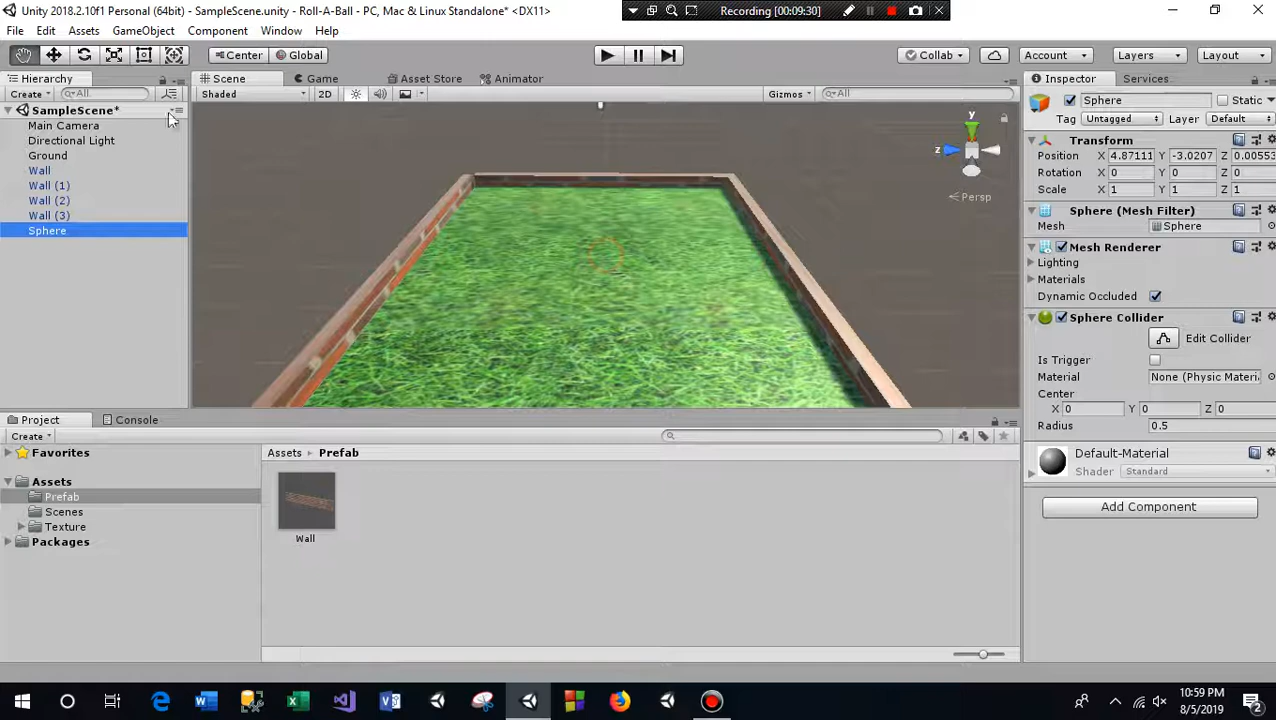 Unity 2018.2.10f1 Personal (64bit) - SampleScene.unity - Roll-A-Ball - PC, Mac & Linux Standalone* <DX11>
Recording [00:09:30]
File Edit Assets GameObject Component Window Help
Center Global Collab Account Layers Layout
Hierarchy Scene Game Asset Store Animator Inspector Services
Create All Shaded 2D Gizmos All Sphere Static
SampleScene* Tag Untagged Layer Default
Main Camera
Directional Light
Ground
Wall
Wall (1)
Wall (2)
Wall (3)
Sphere
y
z
Persp
Transform
Position X 4.87111 Y -3.0207 Z 0.00553
Rotation X 0 Y 0 Z 0
Scale X 1 Y 1 Z 1
Sphere (Mesh Filter)
Mesh Sphere
Mesh Renderer
Lighting
Materials
Dynamic Occluded
Sphere Collider
Edit Collider
Is Trigger
Material None (Physic Materi
Center
X 0 Y 0 Z 0
Radius 0.5
Default-Material
Shader Standard
Add Component
Project Console
Create
Favorites
Assets
Prefab
Scenes
Texture
Packages
Assets Prefab
Wall
10:59 PM
8/5/2019
2